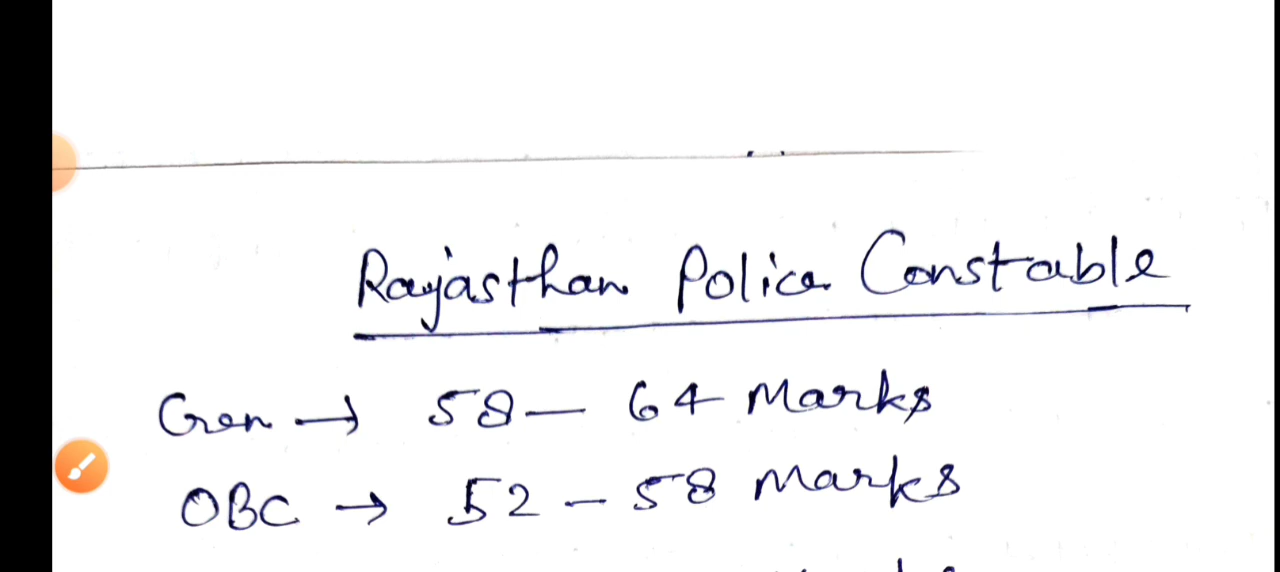 Rajasthan Police Constable
Gen → 58 – 64 Marks
OBC → 52 – 58 Marks